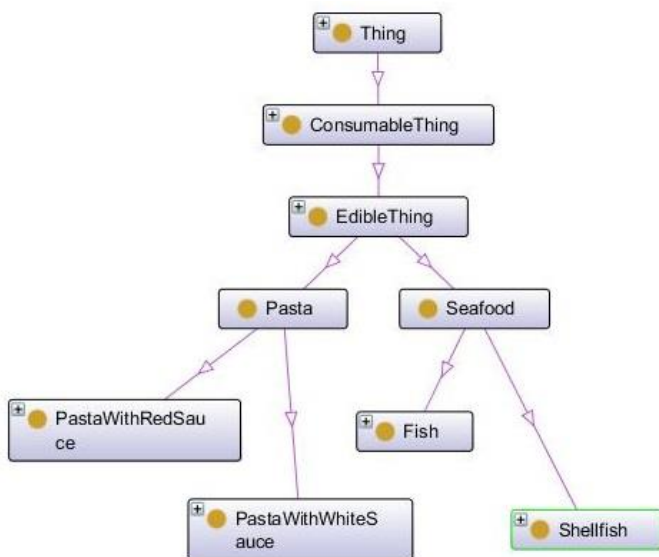 Thing
ConsumableThing
EdibleThing
Pasta
Seafood
PastaWithRedSau
ce
Fish
PastaWithWhiteS
auce
Shellfish